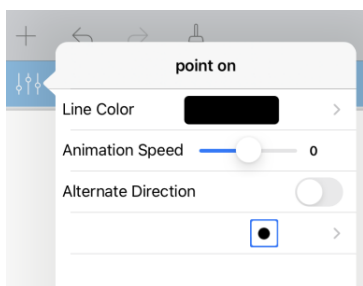 point on
Line Color
Animation Speed 0
Alternate Direction